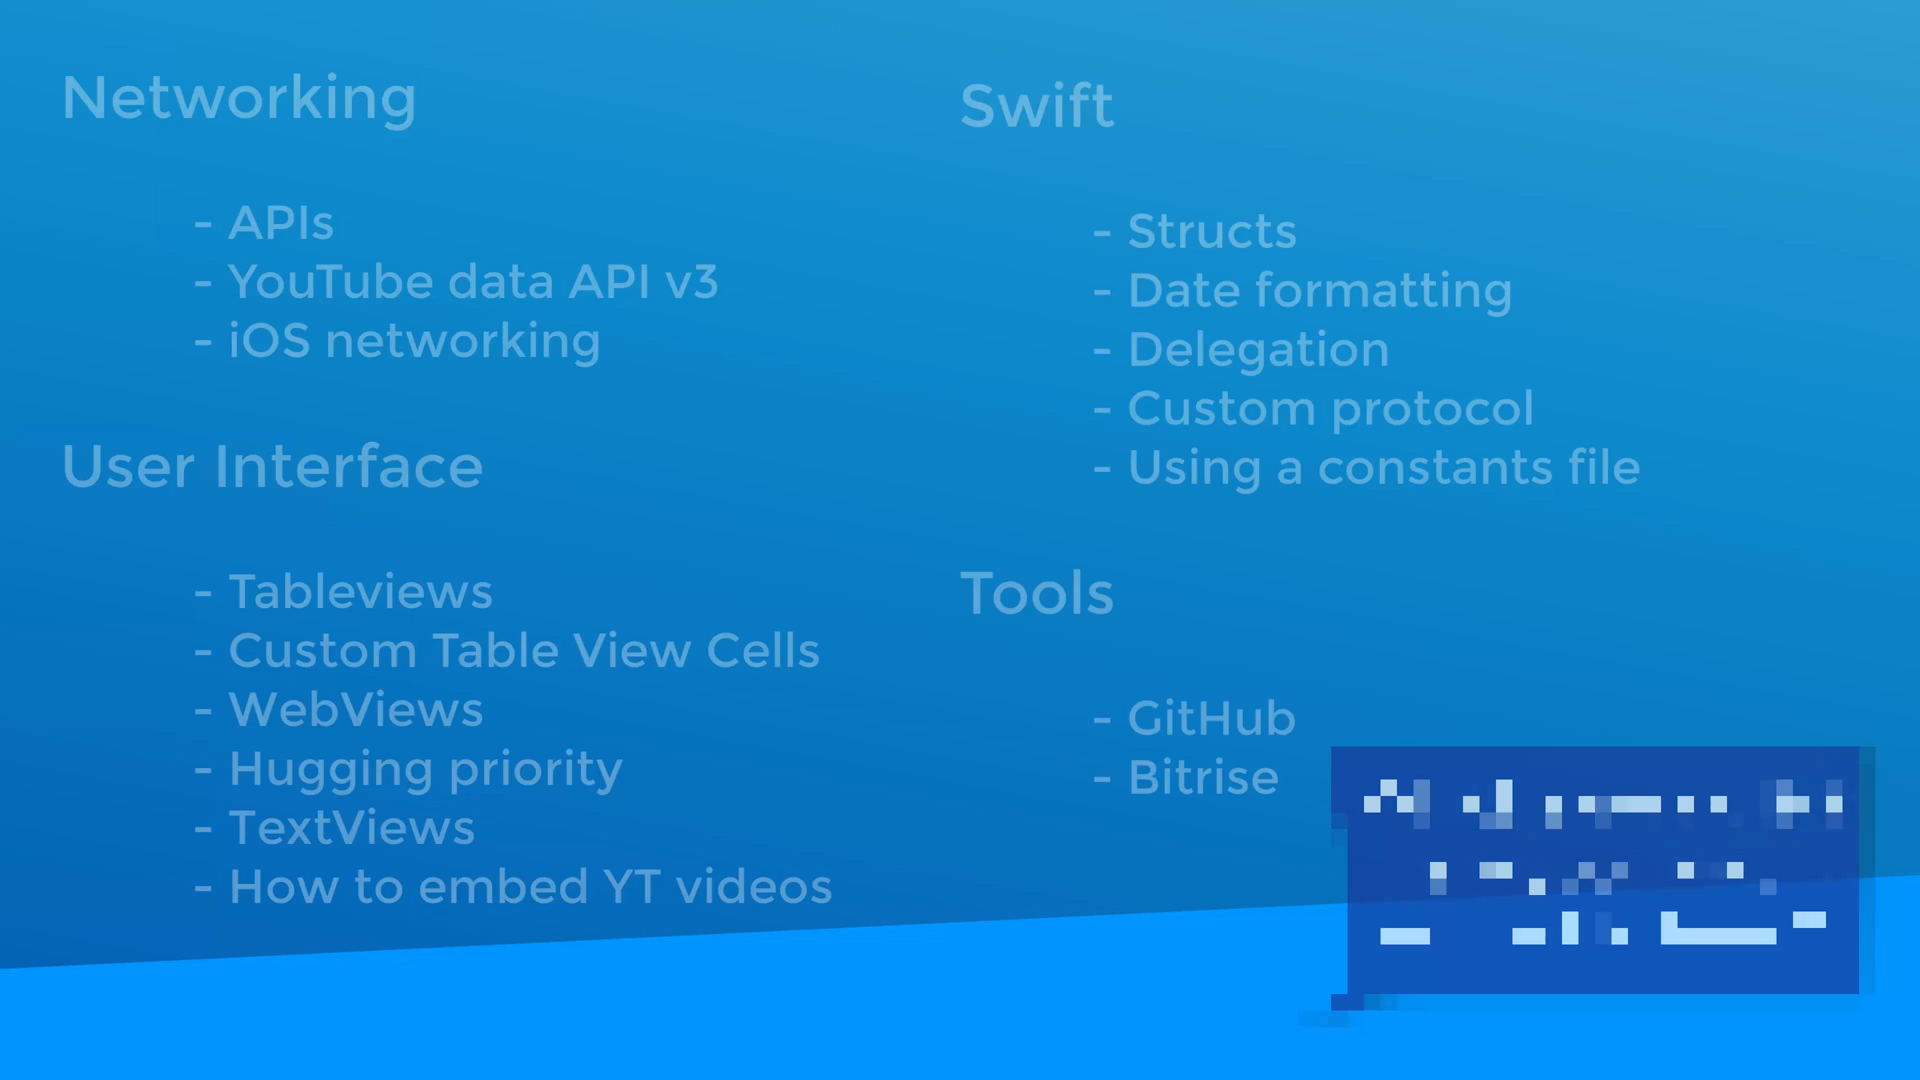 Networking
- APIs
- YouTube data API v3
- iOS networking
User Interface
- Tableviews
- Custom Table View Cells
- WebViews
- Hugging priority
- TextViews
- How to embed YT videos
Swift
- Structs
- Date formatting
- Delegation
- Custom protocol
- Using a constants file
Tools
- GitHub
- Bitrise